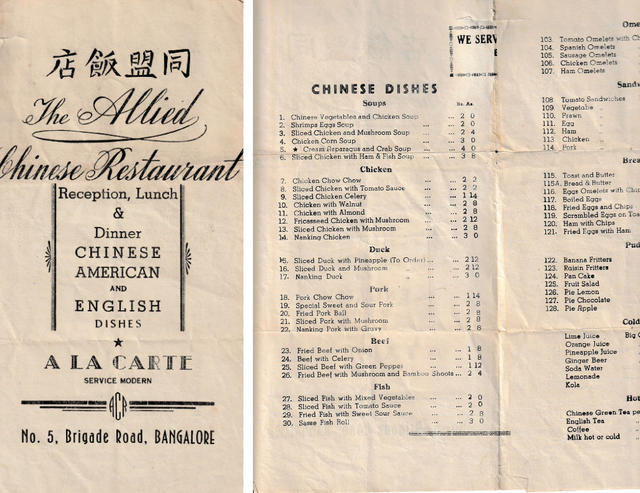 同盟飯店
The Allied
Chinese Restaurant
Reception, Lunch
&
Dinner
CHINESE
AMERICAN
AND
ENGLISH
DISHES
A LA CARTE
SERVICE MODERN
ACR
No. 5, Brigade Road, BANGALORE
WE SERV
CHINESE DISHES
Soups
Rs. As.
1. Chinese Vegetables and Chicken Soup ... 2 0
2. Shrimps Eggs Soup ... ... 2 0
3. Sliced Chicken and Mushroom Soup ... 2 4
4. Chicken Corn Soup ... ... 3 0
5. ★ Cream Asparagus and Crab Soup ... 4 0
6. Sliced Chicken with Ham & Fish Soup ... 3 8
Chicken
7. Chicken Chow Chow ... ... 2 2
8. Sliced Chicken with Tomato Sauce ... ... 2 2
9. Sliced Chicken Celery ... ... 1 14
10. Chicken with Walnut ... ... 2 8
11. Chicken with Almond ... ... 2 8
12. Fricasseed Chicken with Mushroom ... ... 2 12
13. Sliced Chicken with Mushroom ... ... 2 8
14. Nanking Chicken ... ... 3 0
Duck
15. Sliced Duck with Pineapple (To Order) ... 2 12
16. Sliced Duck and Mushroom ... 2 12
17. Nanking Duck ... ... 3 0
Pork
18. Pork Chow Chow ... 1 14
19. Special Sweet and Sour Pork ... 2 8
20. Fried Pork Ball ... ... 2 8
21. Sliced Pork with Mushroom ... ... 2 8
22. Nanking Pork with Gravy ... ... 2 8
Beef
23. Fried Beef with Onion ... ... 1 8
24. Beef with Celery ... ... 1 8
25. Sliced Beef with Green Pepper ... ... 1 12
26. Fried Beef with Mushroom and Bamboo Shoots ... 2 4
Fish
27. Sliced Fish with Mixed Vegetables ... ... 2 0
28. Sliced Fish with Tomato Sauce ... ... 2 0
29. Fried Fish with Sweet Sour Sauce ... ... 2 8
30. Fish Roll ... ... 3 0
Ome
103. Tomato Omelets with Ch
104. Spanish Omelets
105. Sausage Omelets
106. Chicken Omelets
107. Ham Omelets
Sandw
108 Tomato Sandwiches
109. Vegetable
110. Prawn
111. Egg
112. Ham
113. Chicken
114. Pork
Brea
115. Toast and Butter
115A. Bread & Butter
116. Eggs Omelets with Chi
117. Boiled Eggs
118. Fried Eggs and Chips
119. Scrambled Eggs on Toa
120. Ham with Chips
121. Fried Eggs with Ham
Pud
122. Banana Fritters
123. Raisin Fritters
124. Pan Cake
125. Fruit Salad
126. Pie Lemon
127. Pie Chocolate
128. Pie Apple
Cold
Lime Juice Big G
Orange Juice
Pineapple Juice
Ginger Beer
Soda Water
Lemonade
Kola
Hot
Chinese Green Tea pe
English Tea
Coffee
Milk hot or cold